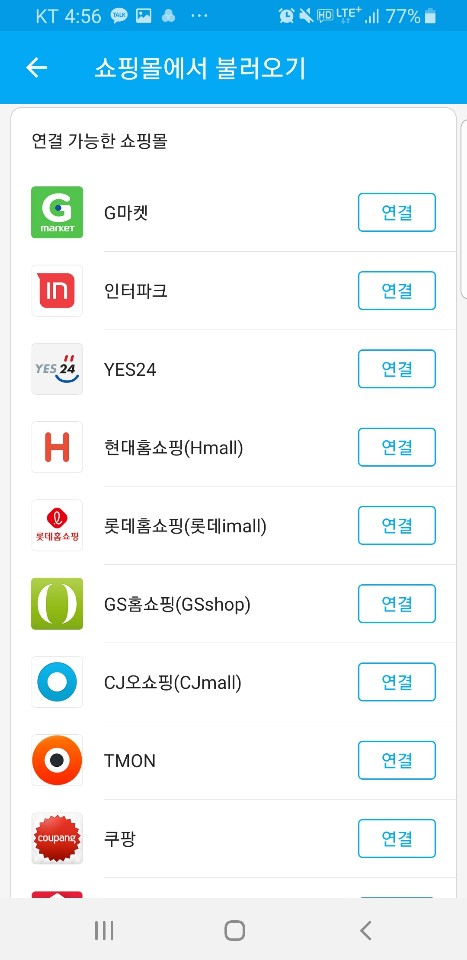 KT 4:56 TALK ··· HD LTE+ 77%
쇼핑몰에서 불러오기
연결 가능한 쇼핑몰
G market G마켓 연결
in 인터파크 연결
YES24 YES24 연결
H 현대홈쇼핑(Hmall) 연결
롯데홈쇼핑 롯데홈쇼핑(롯데imall) 연결
GS홈쇼핑(GSshop) 연결
CJ오쇼핑(CJmall) 연결
TMON 연결
coupang 쿠팡 연결